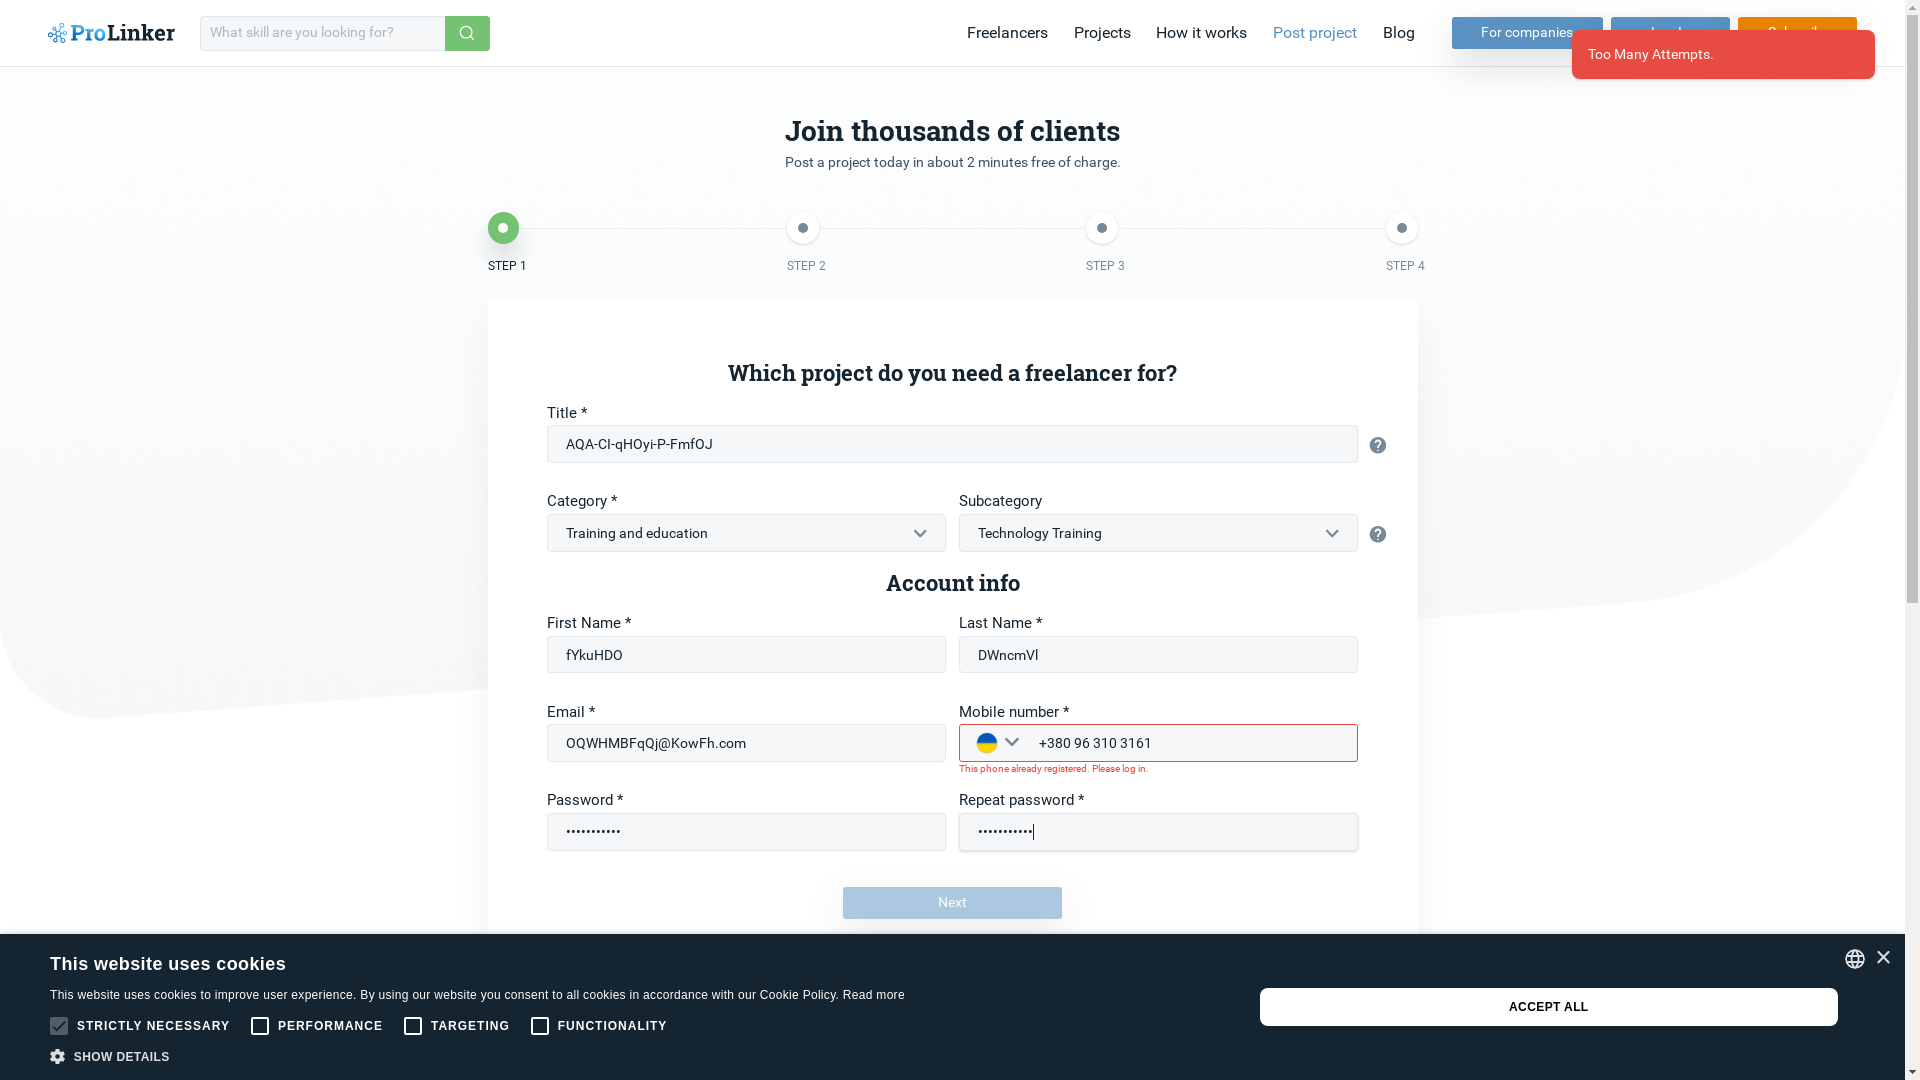 ProLinker
What skill are you looking for?
Freelancers
Projects
How it works
Post project
Blog
For companies
Too Many Attempts.
Join thousands of clients
Post a project today in about 2 minutes free of charge.
STEP 1
STEP 2
STEP 3
STEP 4
Which project do you need a freelancer for?
Title *
AQA-CI-qHOyi-P-FmfOJ
Category *
Subcategory
Training and education
Technology Training
Account info
First Name *
Last Name *
fYkuHDO
DWncmVl
Email *
Mobile number *
OQWHMBFqQj@KowFh.com
+380 96 310 3161
This phone already registered. Please log in.
Password *
Repeat password *
•••••••••••
•••••••••••
Next
This website uses cookies
This website uses cookies to improve user experience. By using our website you consent to all cookies in accordance with our Cookie Policy. Read more
STRICTLY NECESSARY
PERFORMANCE
TARGETING
FUNCTIONALITY
SHOW DETAILS
ACCEPT ALL